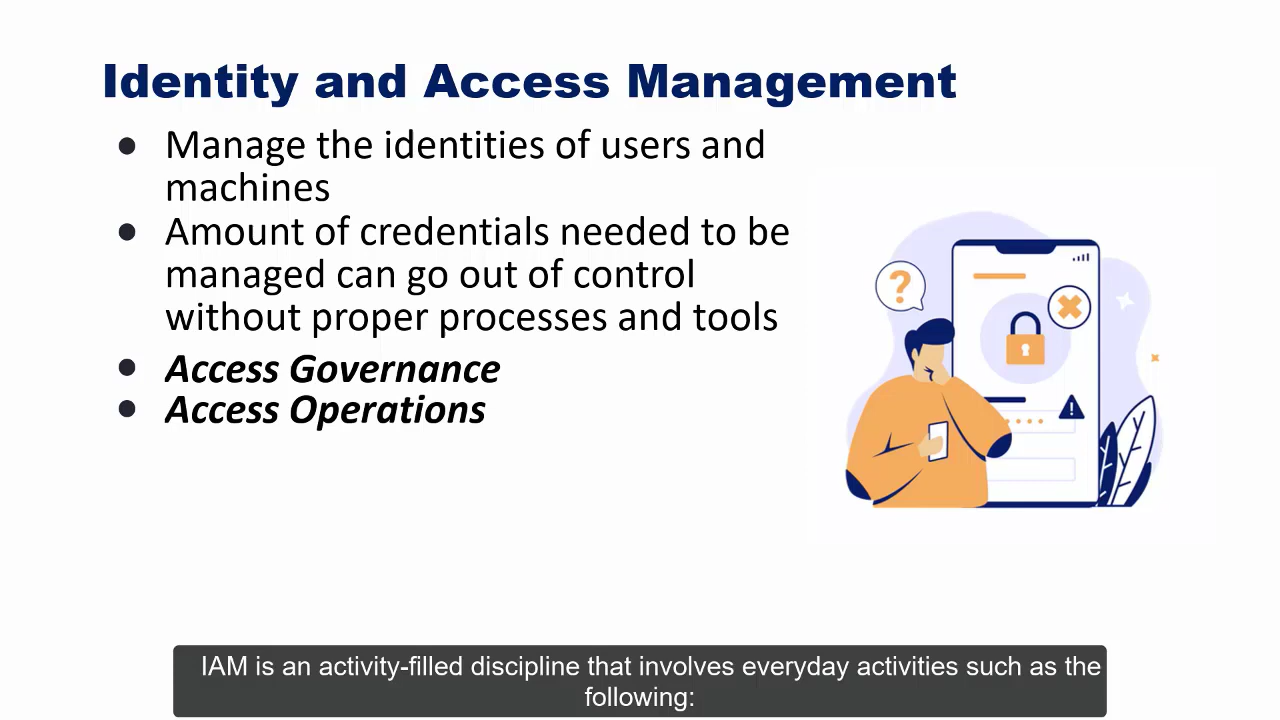 Identity and Access Management
● Manage the identities of users and
machines
● Amount of credentials needed to be
managed can go out of control
without proper processes and tools
● Access Governance
● Access Operations
?
IAM is an activity-filled discipline that involves everyday activities such as the
following: